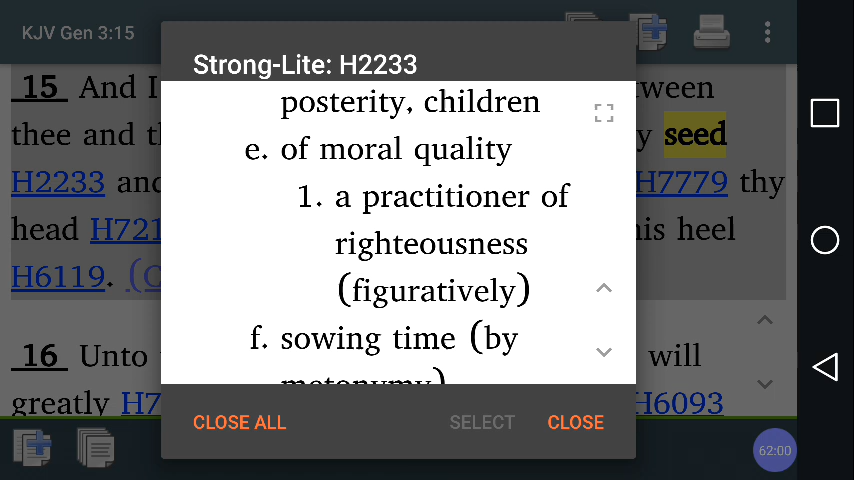 KJV Gen 3:15
Strong-Lite: H2233
posterity, children
e. of moral quality
1. a practitioner of
righteousness
(figuratively)
f. sowing time (by
metonymy)
CLOSE ALL SELECT CLOSE
15 And I tween
thee and y seed
H2233 and H7779 thy
head H721 his heel
H6119. (C
16 Unto will
greatly H7 H6093
62:00